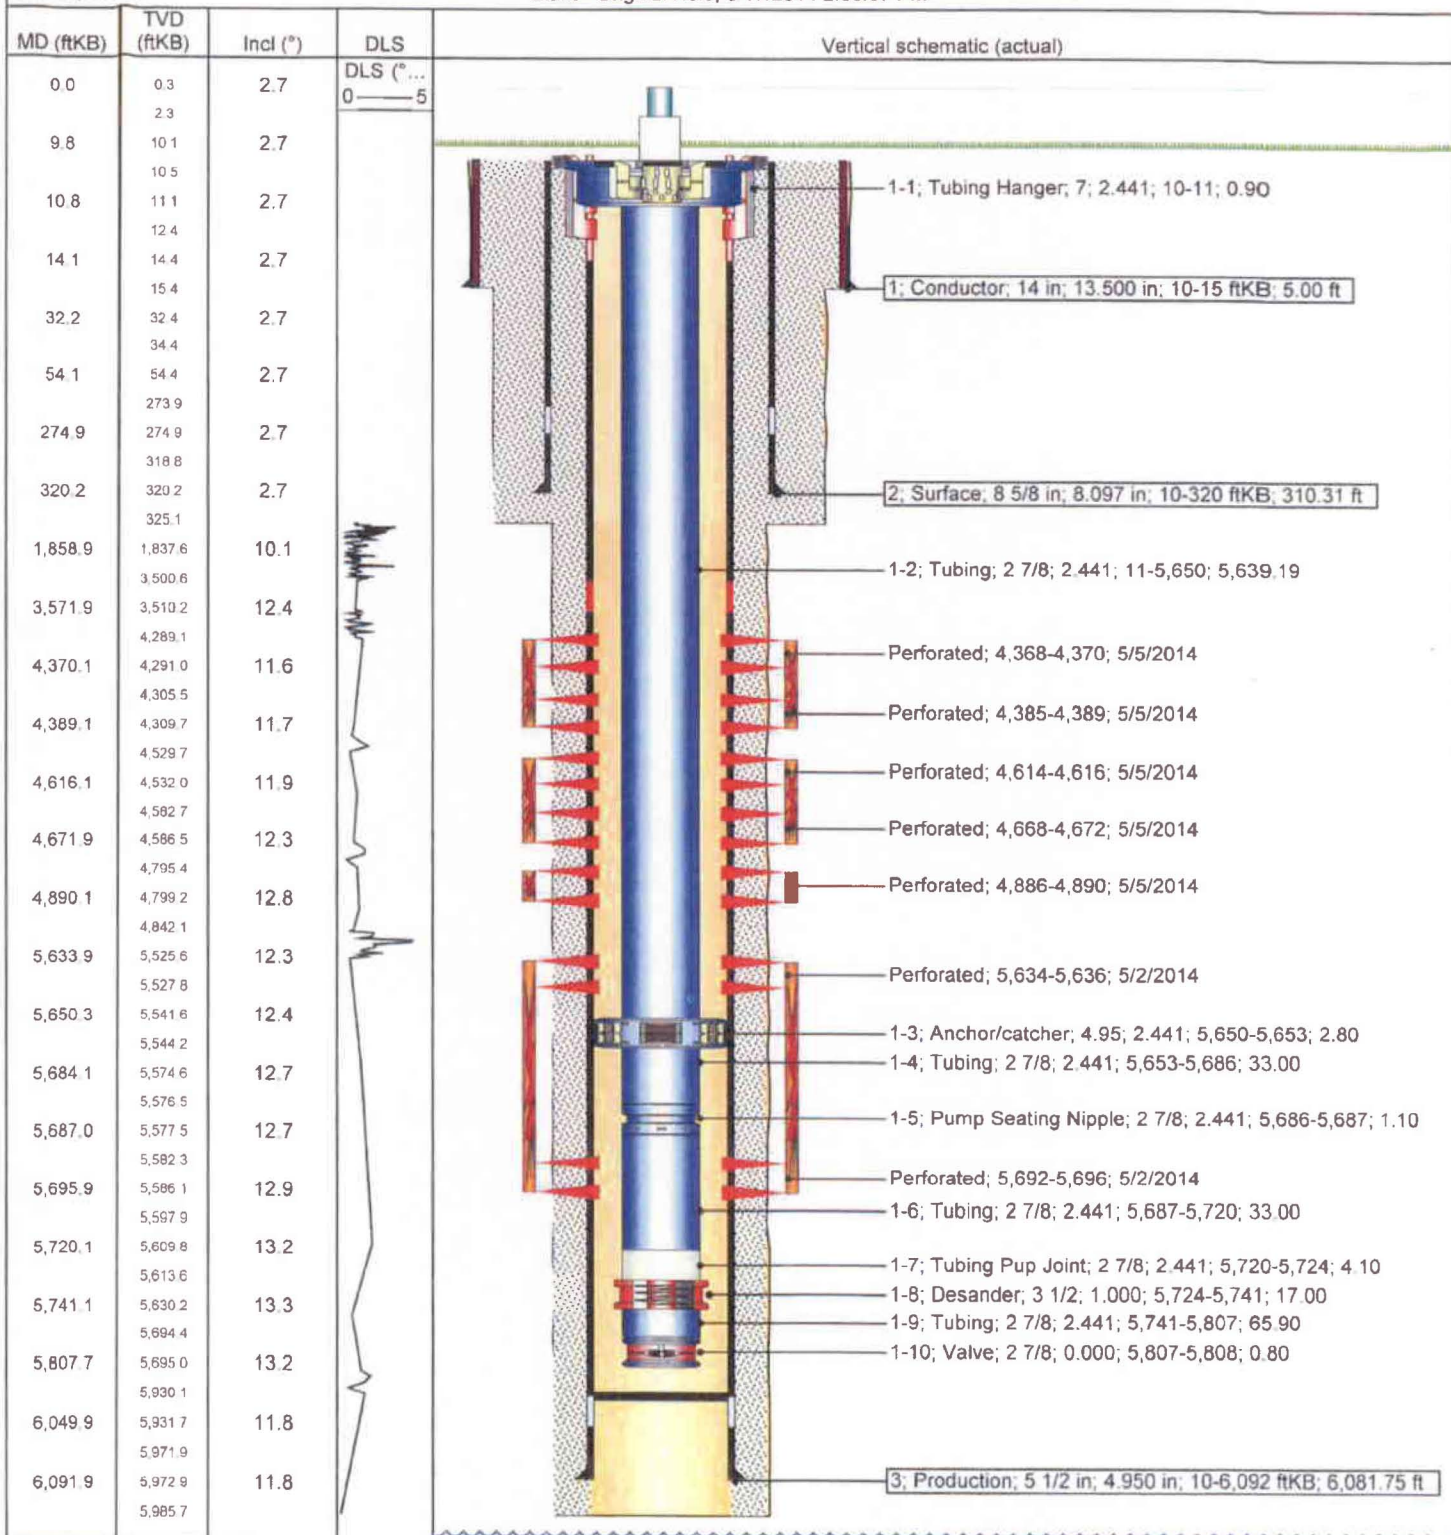 MD (ftKB) TVD (ftKB) Incl (°) DLS Vertical schematic (actual)
DLS (°...
0 5
0.0 0.3 2.7
2.3
9.8 10.1 2.7
10.5
10.8 11.1 2.7
12.4
14.1 14.4 2.7
15.4
32.2 32.4 2.7
34.4
54.1 54.4 2.7
273.9
274.9 274.9 2.7
318.8
320.2 320.2 2.7
325.1
1,858.9 1,837.6 10.1
3,500.6
3,571.9 3,510.2 12.4
4,289.1
4,370.1 4,291.0 11.6
4,305.5
4,389.1 4,309.7 11.7
4,529.7
4,616.1 4,532.0 11.9
4,582.7
4,671.9 4,586.5 12.3
4,795.4
4,890.1 4,799.2 12.8
4,842.1
5,633.9 5,525.6 12.3
5,527.8
5,650.3 5,541.6 12.4
5,544.2
5,684.1 5,574.6 12.7
5,576.5
5,687.0 5,577.5 12.7
5,582.3
5,695.9 5,586.1 12.9
5,597.9
5,720.1 5,609.8 13.2
5,613.6
5,741.1 5,630.2 13.3
5,694.4
5,807.7 5,695.0 13.2
5,930.1
6,049.9 5,931.7 11.8
5,971.9
6,091.9 5,972.9 11.8
5,985.7
1-1; Tubing Hanger; 7; 2.441; 10-11; 0.90
1; Conductor; 14 in; 13.500 in; 10-15 ftKB; 5.00 ft
2; Surface; 8 5/8 in; 8.097 in; 10-320 ftKB; 310.31 ft
1-2; Tubing; 2 7/8; 2.441; 11-5,650; 5,639.19
Perforated; 4,368-4,370; 5/5/2014
Perforated; 4,385-4,389; 5/5/2014
Perforated; 4,614-4,616; 5/5/2014
Perforated; 4,668-4,672; 5/5/2014
Perforated; 4,886-4,890; 5/5/2014
Perforated; 5,634-5,636; 5/2/2014
1-3; Anchor/catcher; 4.95; 2.441; 5,650-5,653; 2.80
1-4; Tubing; 2 7/8; 2.441; 5,653-5,686; 33.00
1-5; Pump Seating Nipple; 2 7/8; 2.441; 5,686-5,687; 1.10
Perforated; 5,692-5,696; 5/2/2014
1-6; Tubing; 2 7/8; 2.441; 5,687-5,720; 33.00
1-7; Tubing Pup Joint; 2 7/8; 2.441; 5,720-5,724; 4.10
1-8; Desander; 3 1/2; 1.000; 5,724-5,741; 17.00
1-9; Tubing; 2 7/8; 2.441; 5,741-5,807; 65.90
1-10; Valve; 2 7/8; 0.000; 5,807-5,808; 0.80
3; Production; 5 1/2 in; 4.950 in; 10-6,092 ftKB; 6,081.75 ft